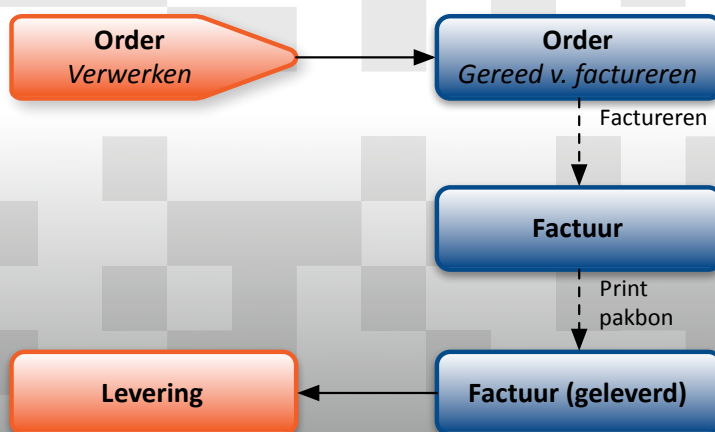 Order
Verwerken
Order
Gereed v. factureren
Factureren
Factuur
Print
pakbon
Levering
Factuur (geleverd)